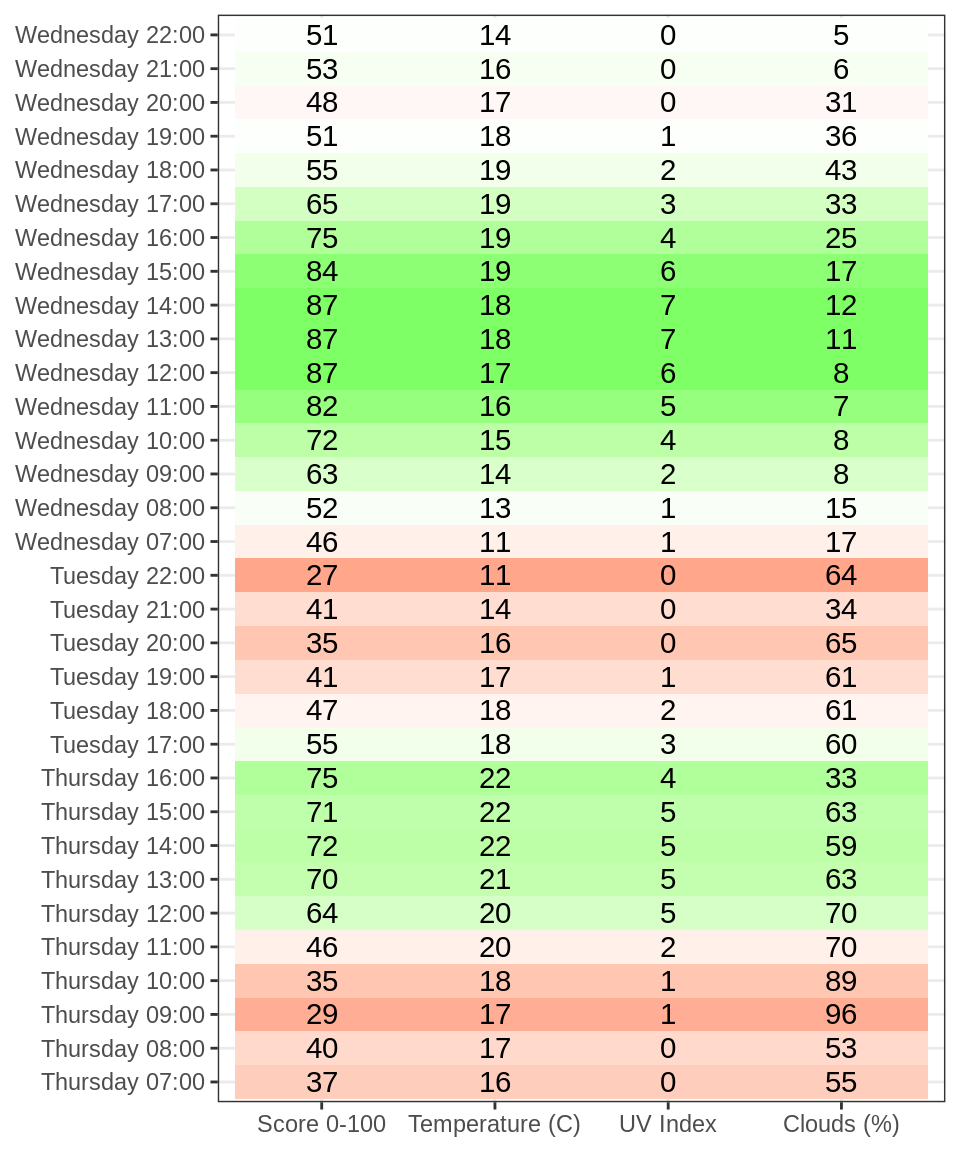 Wednesday 22:00 51 14 0 5
Wednesday 21:00 53 16 0 6
Wednesday 20:00 48 17 0 31
Wednesday 19:00 51 18 1 36
Wednesday 18:00 55 19 2 43
Wednesday 17:00 65 19 3 33
Wednesday 16:00 75 19 4 25
Wednesday 15:00 84 19 6 17
Wednesday 14:00 87 18 7 12
Wednesday 13:00 87 18 7 11
Wednesday 12:00 87 17 6 8
Wednesday 11:00 82 16 5 7
Wednesday 10:00 72 15 4 8
Wednesday 09:00 63 14 2 8
Wednesday 08:00 52 13 1 15
Wednesday 07:00 46 11 1 17
Tuesday 22:00 27 11 0 64
Tuesday 21:00 41 14 0 34
Tuesday 20:00 35 16 0 65
Tuesday 19:00 41 17 1 61
Tuesday 18:00 47 18 2 61
Tuesday 17:00 55 18 3 60
Thursday 16:00 75 22 4 33
Thursday 15:00 71 22 5 63
Thursday 14:00 72 22 5 59
Thursday 13:00 70 21 5 63
Thursday 12:00 64 20 5 70
Thursday 11:00 46 20 2 70
Thursday 10:00 35 18 1 89
Thursday 09:00 29 17 1 96
Thursday 08:00 40 17 0 53
Thursday 07:00 37 16 0 55
Score 0-100 Temperature (C) UV Index Clouds (%)